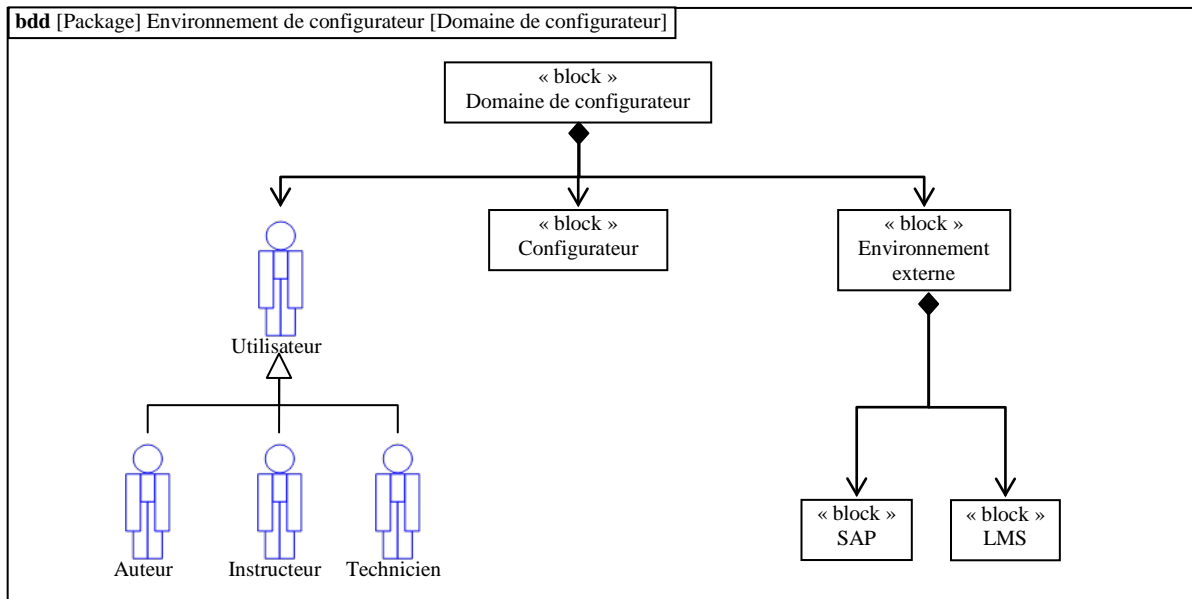 bdd [Package] Environnement de configurateur [Domaine de configurateur]
« block »
Domaine de configurateur
« block »
Configurateur
« block »
Environnement
externe
Utilisateur
Auteur
Instructeur
Technicien
« block »
SAP
« block »
LMS